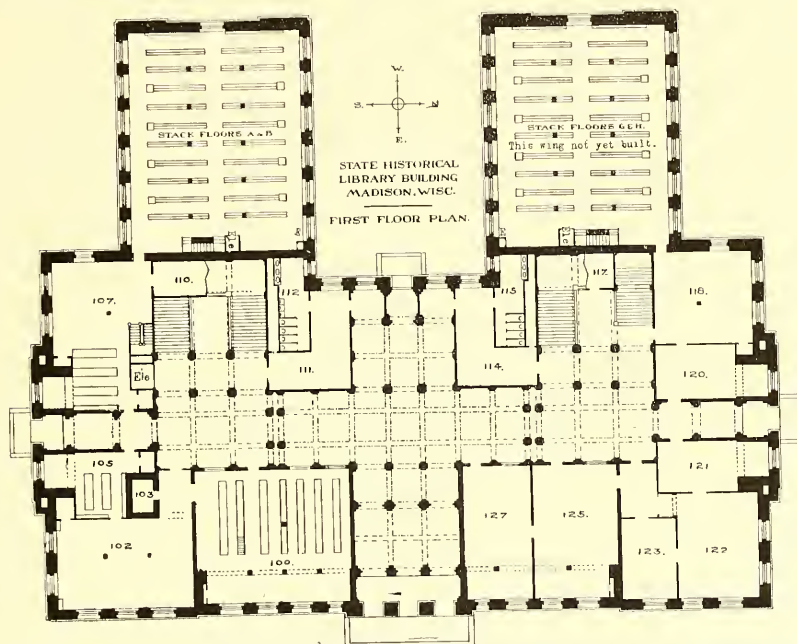 STACK FLOORS A & B
W.
S. N
E.
STATE HISTORICAL
LIBRARY BUILDING
MADISON, WISC.
FIRST FLOOR PLAN.
STACK FLOORS G & H.
This wing not yet built.
Ele
107.
110.
112
115
117.
118.
Ele
111.
114.
120.
105
103
121
102
100.
127
125.
123.
122